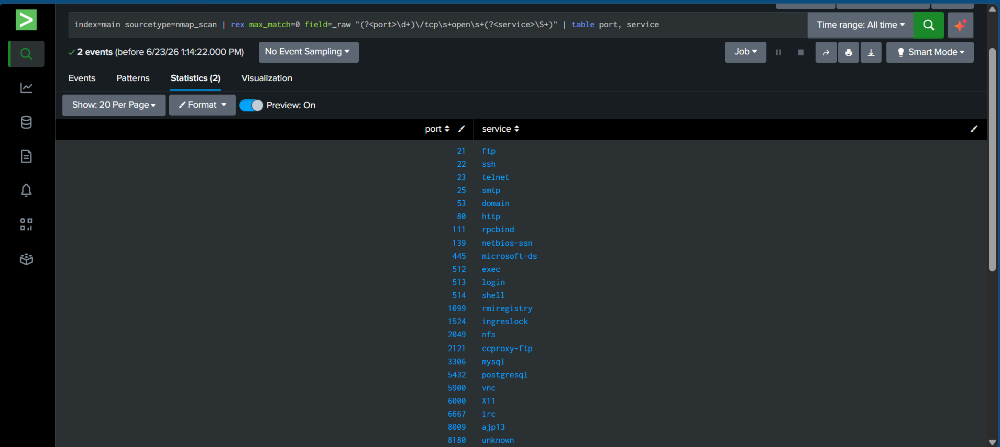 index=main sourcetype=nmap_scan | rex max_match=0 field=_raw "(?<port>\d+)\/tcp\s+open\s+(?<service>\S+)" | table port, service
Time range: All time
2 events (before 6/23/26 1:14:22.000 PM)
No Event Sampling
Job
Smart Mode
Events
Patterns
Statistics (2)
Visualization
Show: 20 Per Page
Format
Preview: On
port service
21 ftp
22 ssh
23 telnet
25 smtp
53 domain
80 http
111 rpcbind
139 netbios-ssn
445 microsoft-ds
512 exec
513 login
514 shell
1099 rmiregistry
1524 ingreslock
2049 nfs
2121 ccproxy-ftp
3306 mysql
5432 postgresql
5900 vnc
6000 X11
6667 irc
8009 ajp13
8180 unknown